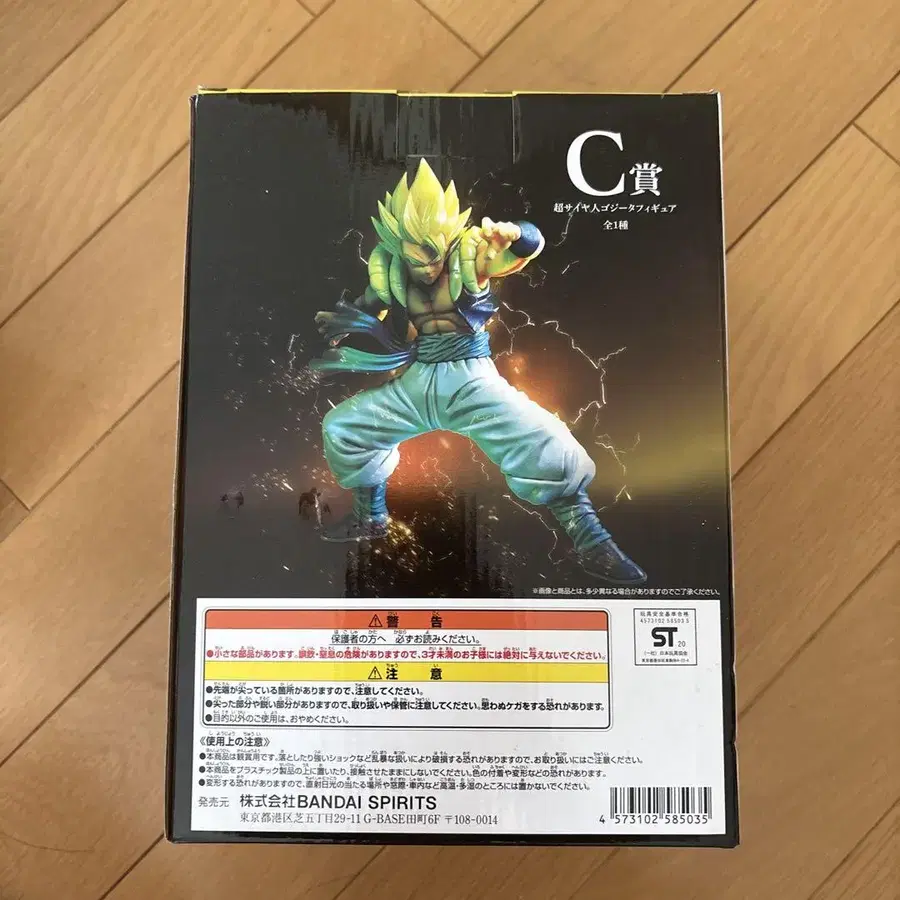 C賞
超サイヤ人ゴジータフィギュア
全1種
※画像と商品とは、多少異なる場合がありますのでご了承ください。
警告
保護者の方へ 必ずお読みください。
●小さな部品があります。誤飲・窒息の危険がありますので、3才未満のお子様には絶対に与えないでください。
注意
●先端が尖っている箇所がありますので、注意してください。
●尖った部分や鋭い部分がありますので、取り扱いや保管に注意してください。思わぬケガをする恐れがあります。
●目的以外のご使用は、おやめください。
玩具安全基準合格
4573102 58503 5
ST 20
(一社) 日本玩具協会
《使用上の注意》
●本商品は観賞用です。落としたり強いショックなど乱暴な扱いにより破損する恐れがありますので、お取り扱いにはご注意ください。
●本商品をプラスチック製品の上に置いたり、接触させたままにしないでください。色の付着や変形などの恐れがあります。
●変形する恐れがありますので、直射日光の当たる場所や窓際・車内など高温・多湿のところには置かないでください。
発売元 株式会社BANDAI SPIRITS
東京都港区芝五丁目29-11 G-BASE田町6F 〒108-0014
4 573102 585035